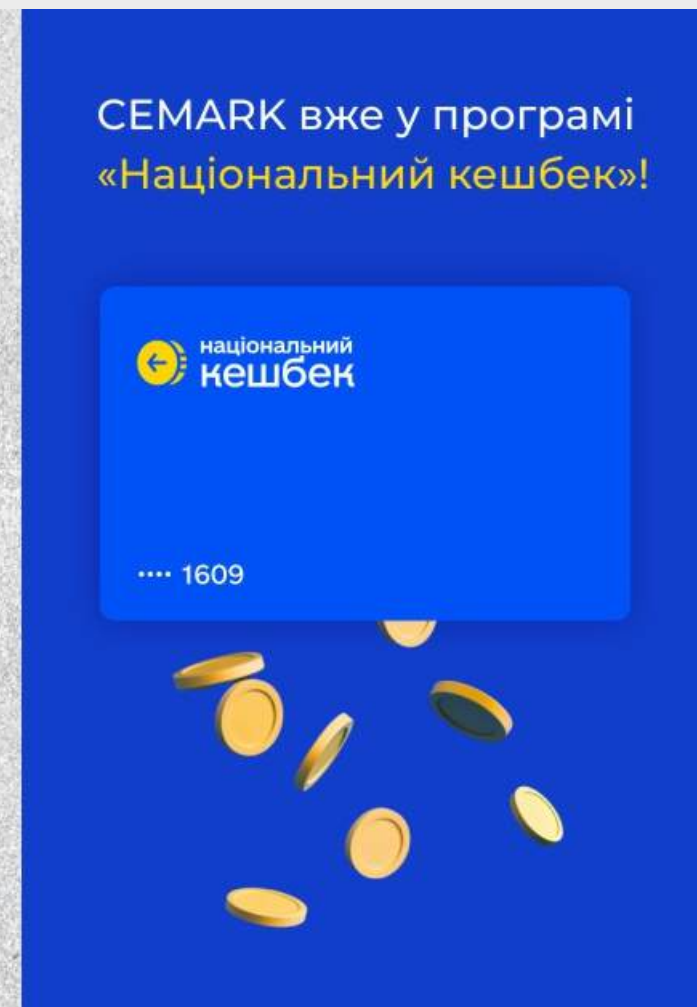 CEMARK вже у програмі
«Національний кешбек»!
національний
кешбек
•••• 1609